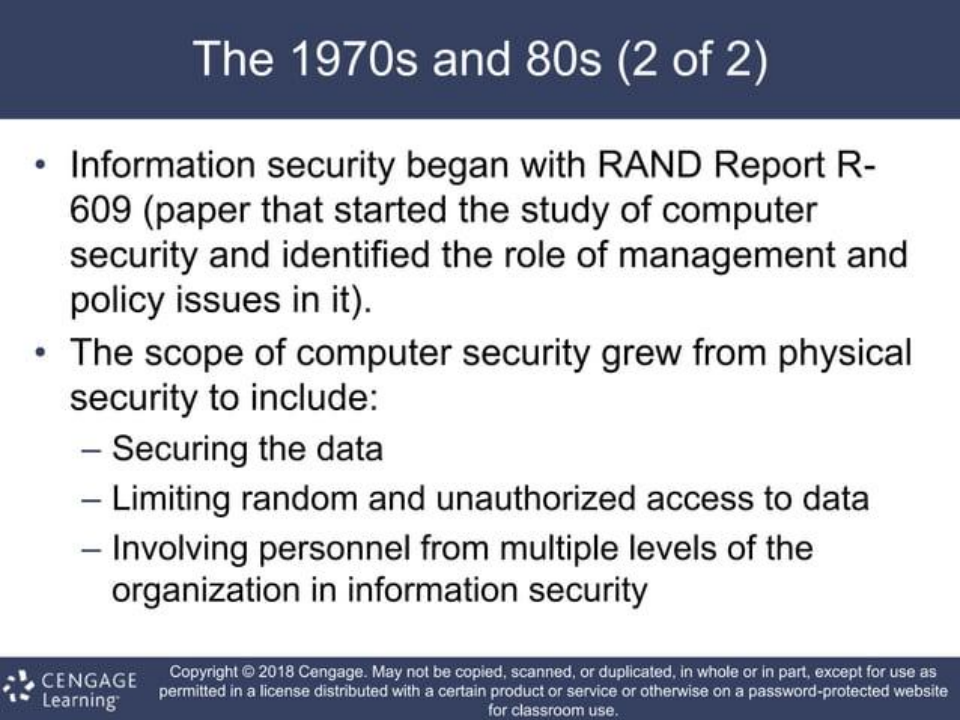 The 1970s and 80s (2 of 2)
• Information security began with RAND Report R-
609 (paper that started the study of computer
security and identified the role of management and
policy issues in it).
• The scope of computer security grew from physical
security to include:
– Securing the data
– Limiting random and unauthorized access to data
– Involving personnel from multiple levels of the
organization in information security
CENGAGE
Learning™
Copyright © 2018 Cengage. May not be copied, scanned, or duplicated, in whole or in part, except for use as
permitted in a license distributed with a certain product or service or otherwise on a password-protected website
for classroom use.